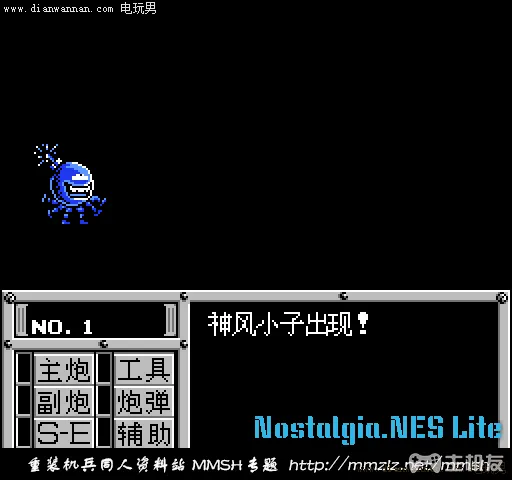 www.dianwannan.com 电玩男
NO. 1
神风小子出现!
主炮 工具
副炮 炮弹
S-E 辅助
Nostalgia.NES Lite
重装机兵同人资料站 MMSH专题 http://mmzlz.net/mmsh